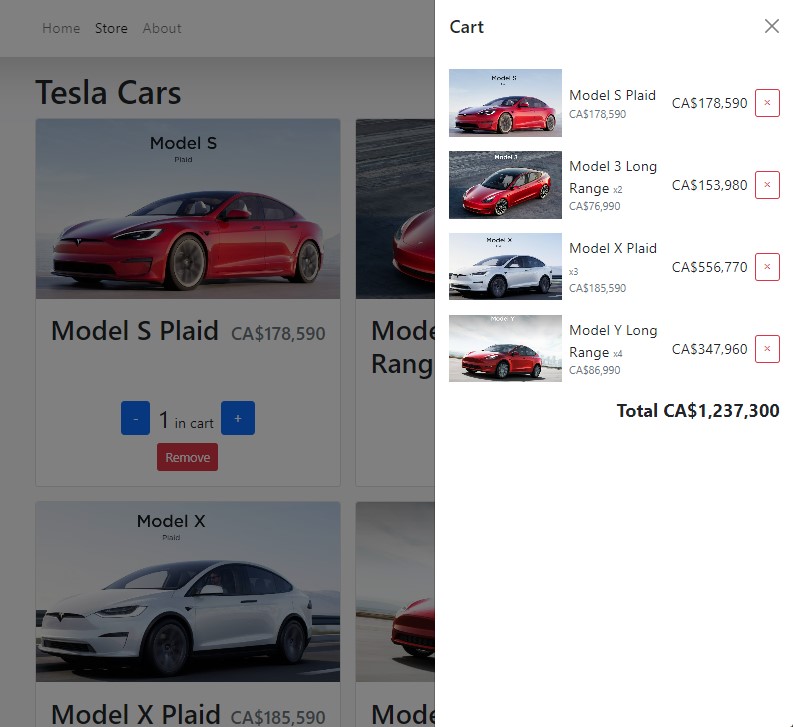 Home Store About
Tesla Cars
Model S
Plaid
Model S Plaid CA$178,590
- 1 in cart +
Remove
Mode
Rang
Model X
Plaid
Model X Plaid CA$185,590
Mode
Cart
Model S
Model S Plaid
CA$178,590
CA$178,590
×
Model 3
Model 3 Long
Range x2
CA$76,990
CA$153,980
×
Model X
Model X Plaid
x3
CA$185,590
CA$556,770
×
Model Y
Model Y Long
Range x4
CA$86,990
CA$347,960
×
Total CA$1,237,300